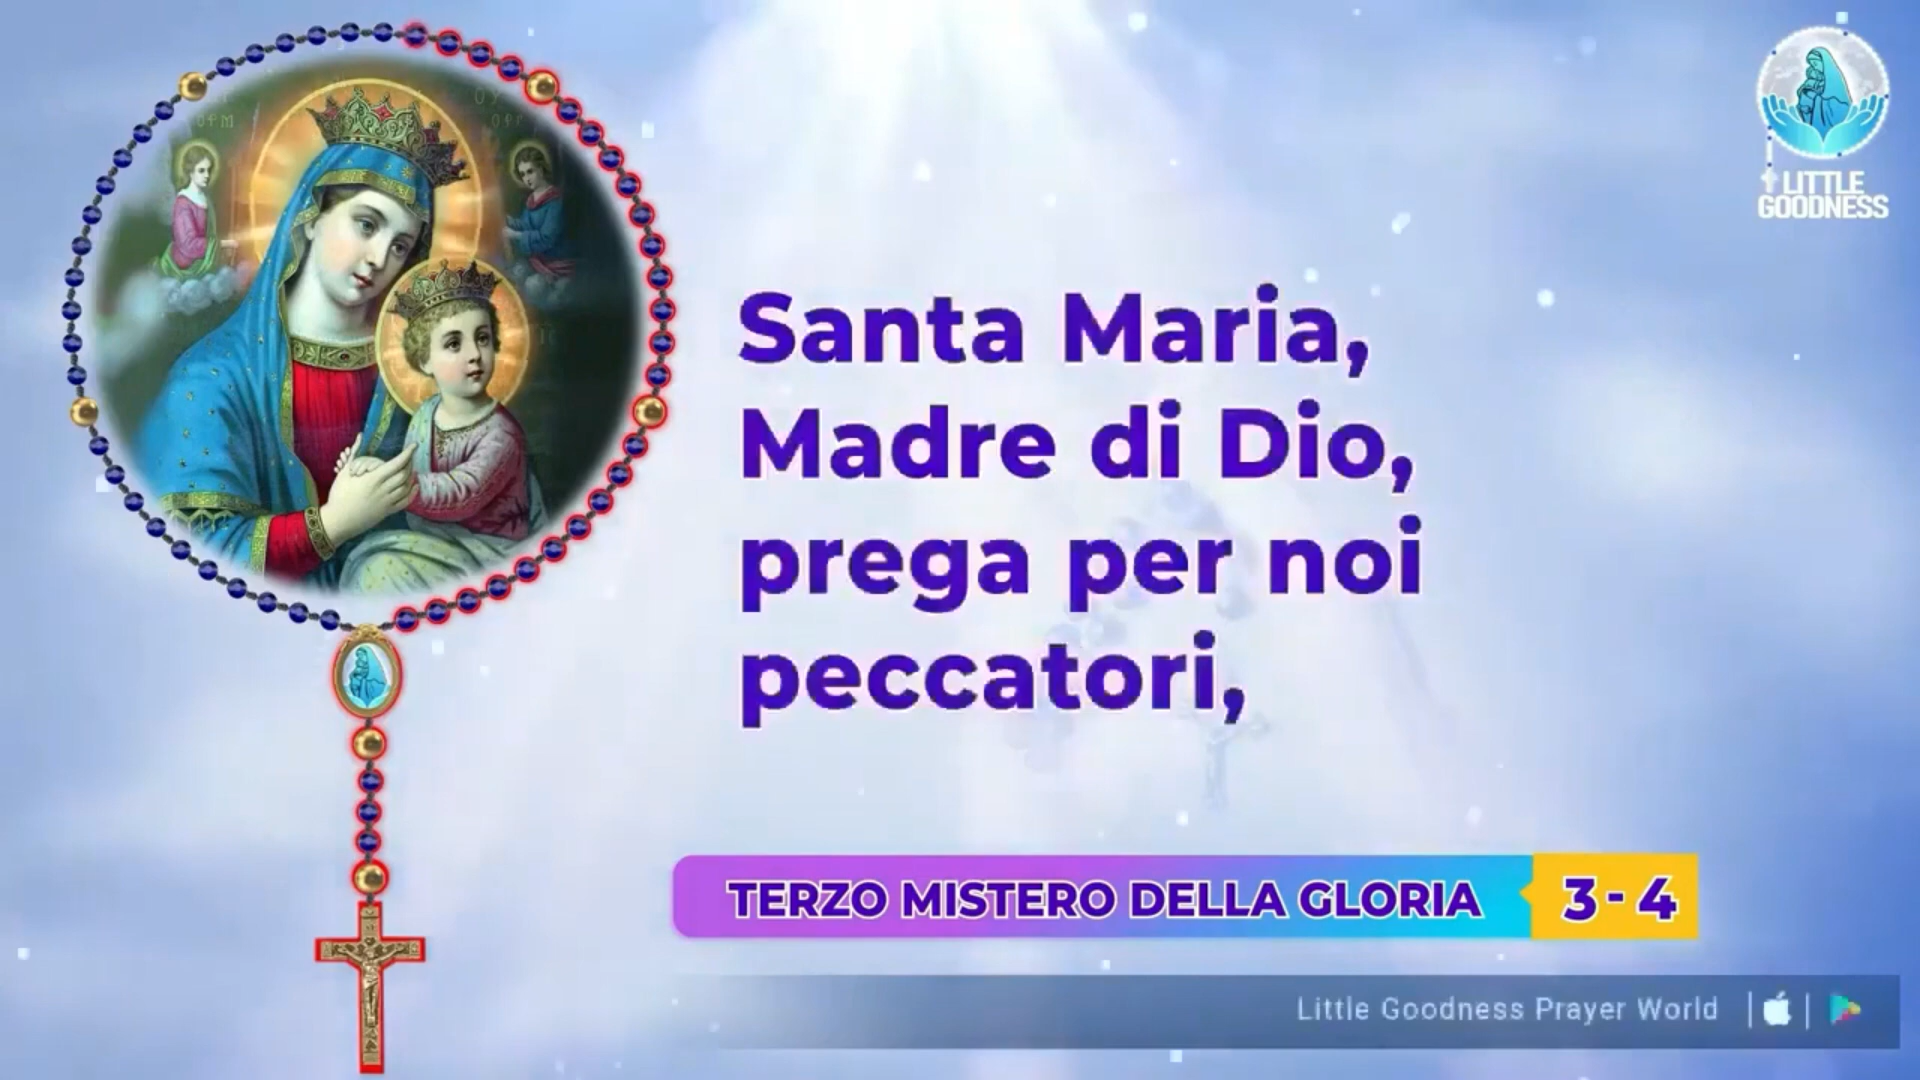 LITTLE
GOODNESS
Santa Maria,
Madre di Dio,
prega per noi
peccatori,
TERZO MISTERO DELLA GLORIA 3 - 4
Little Goodness Prayer World